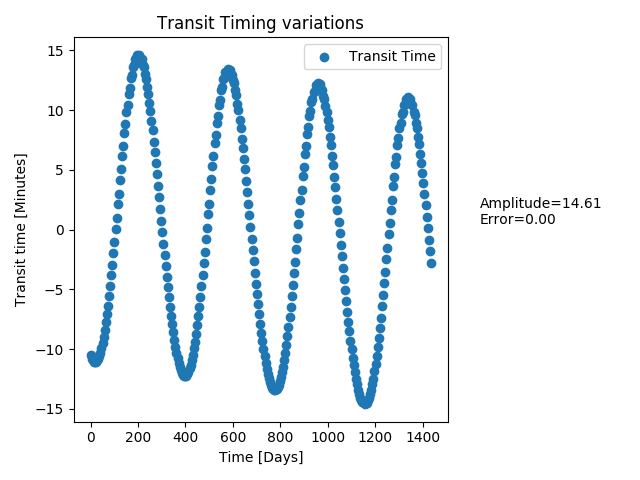 Transit Timing variations
Transit Time
Transit time [Minutes]
15
10
5
0
−5
−10
−15
0
200
400
600
800
1000
1200
1400
Time [Days]
Amplitude=14.61
Error=0.00